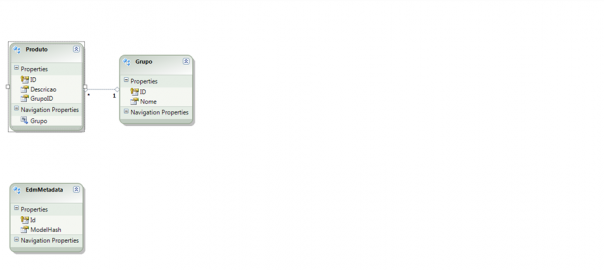 Produto
Properties
ID
Descricao
GrupoID
Navigation Properties
Grupo
*
1
Grupo
Properties
ID
Nome
Navigation Properties
EdmMetadata
Properties
Id
ModelHash
Navigation Properties